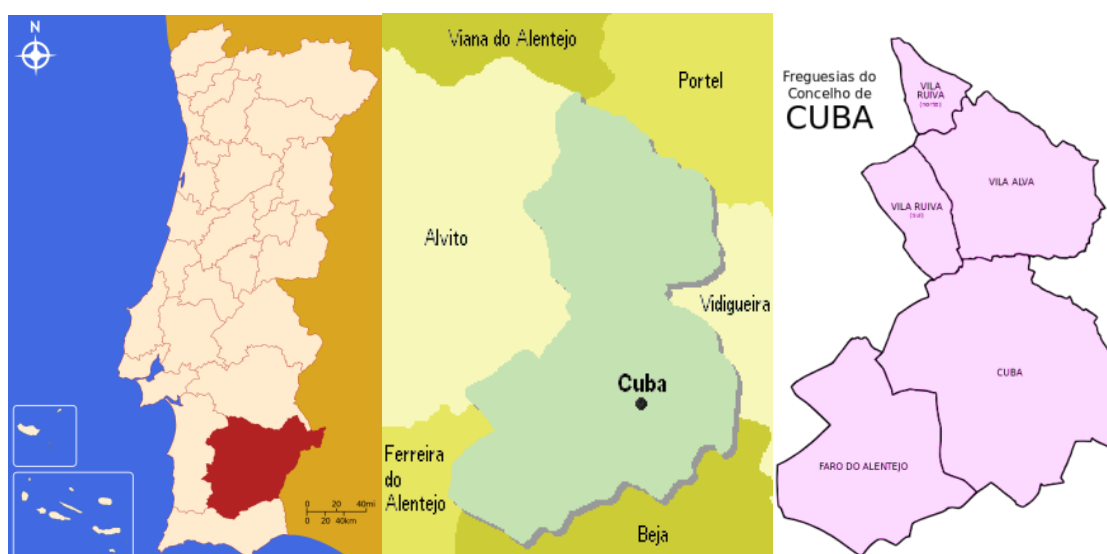 N
0 20 40mi
0 20 40km
Viana do Alentejo
Portel
Alvito
Vidigueira
Cuba
Ferreira
do
Alentejo
Beja
Freguesias do
Concelho de
CUBA
VILA
RUIVA
(norte)
VILA ALVA
VILA RUIVA
(sul)
CUBA
FARO DO ALENTEJO